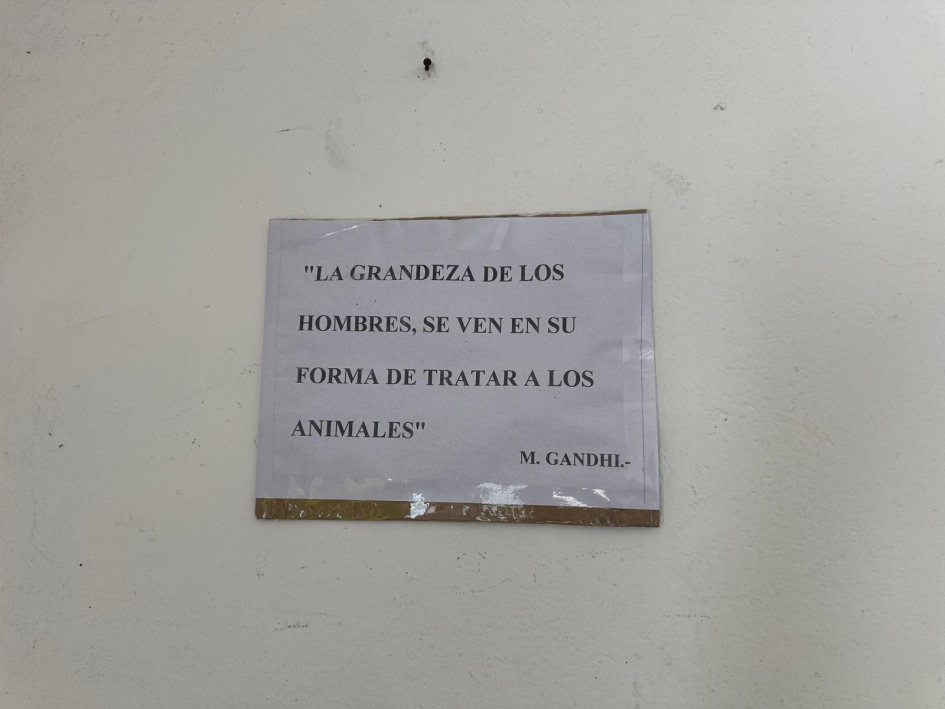 "LA GRANDEZA DE LOS
HOMBRES, SE VEN EN SU
FORMA DE TRATAR A LOS
ANIMALES"
M. GANDHI.-